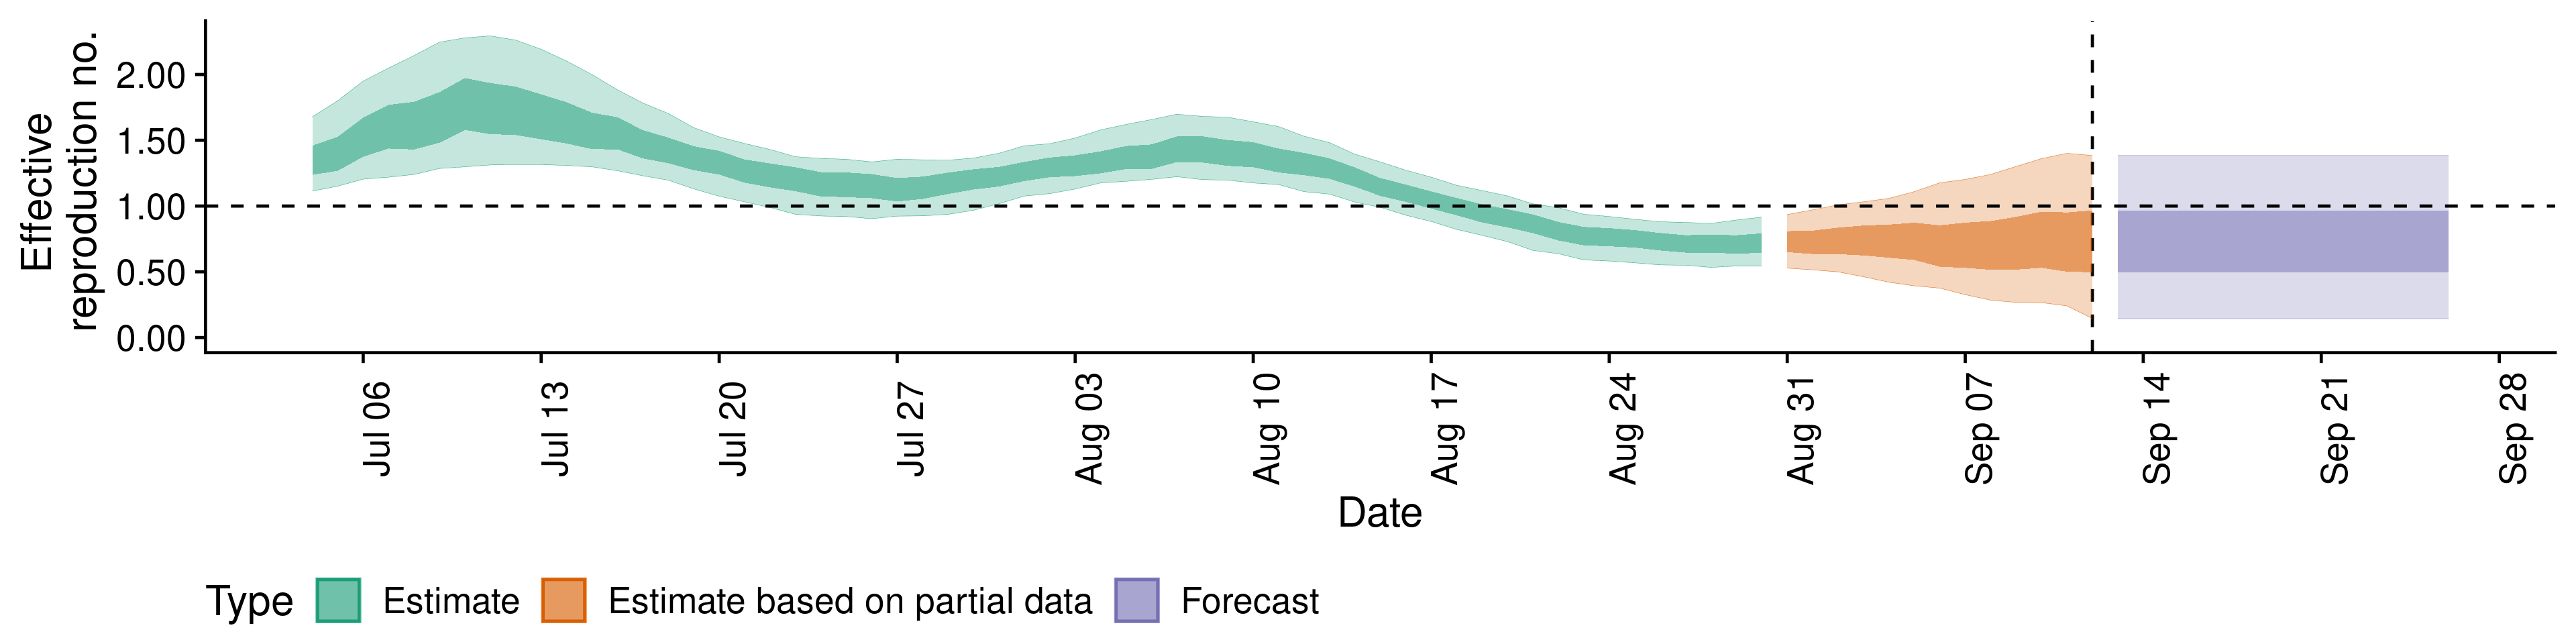 Effective
reproduction no.
2.00
1.50
1.00
0.50
0.00
Jul 06
Jul 13
Jul 20
Jul 27
Aug 03
Aug 10
Aug 17
Aug 24
Aug 31
Sep 07
Sep 14
Sep 21
Sep 28
Date
Type Estimate Estimate based on partial data Forecast